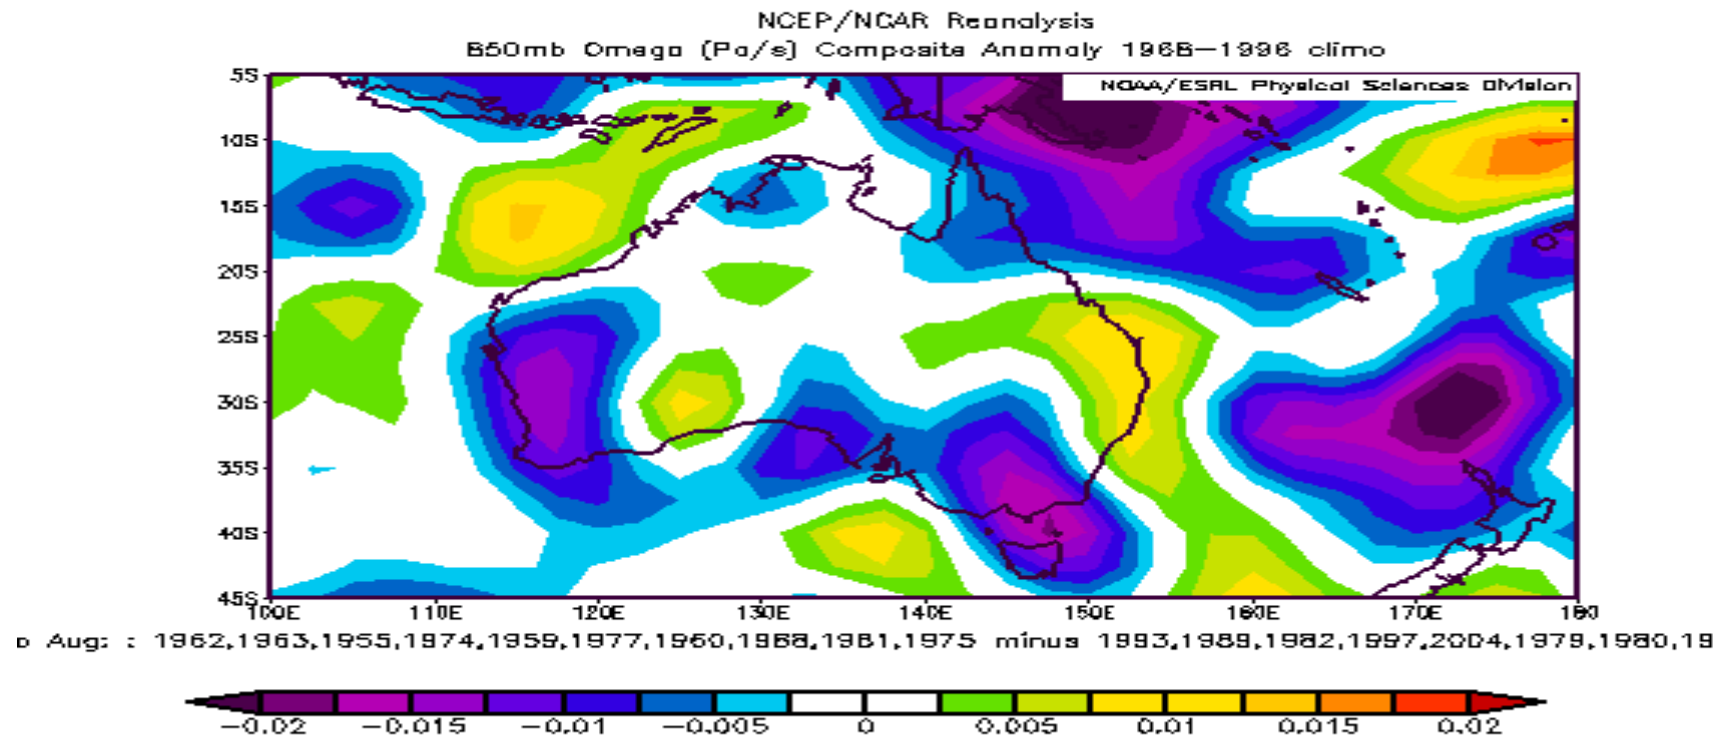 NCEP/NCAR Reanalysis
850mb Omega (Pa/s) Composite Anomaly 1968-1996 climo
NOAA/ESRL Physical Sciences Division
5S
10S
15S
20S
25S
30S
35S
40S
45S
100E 110E 120E 130E 140E 150E 160E 170E 180
o Aug: : 1962,1963,1955,1974,1959,1977,1960,1968,1981,1975 minus 1993,1989,1982,1997,2004,1979,1980,19
-0.02 -0.015 -0.01 -0.005 0 0.005 0.01 0.015 0.02